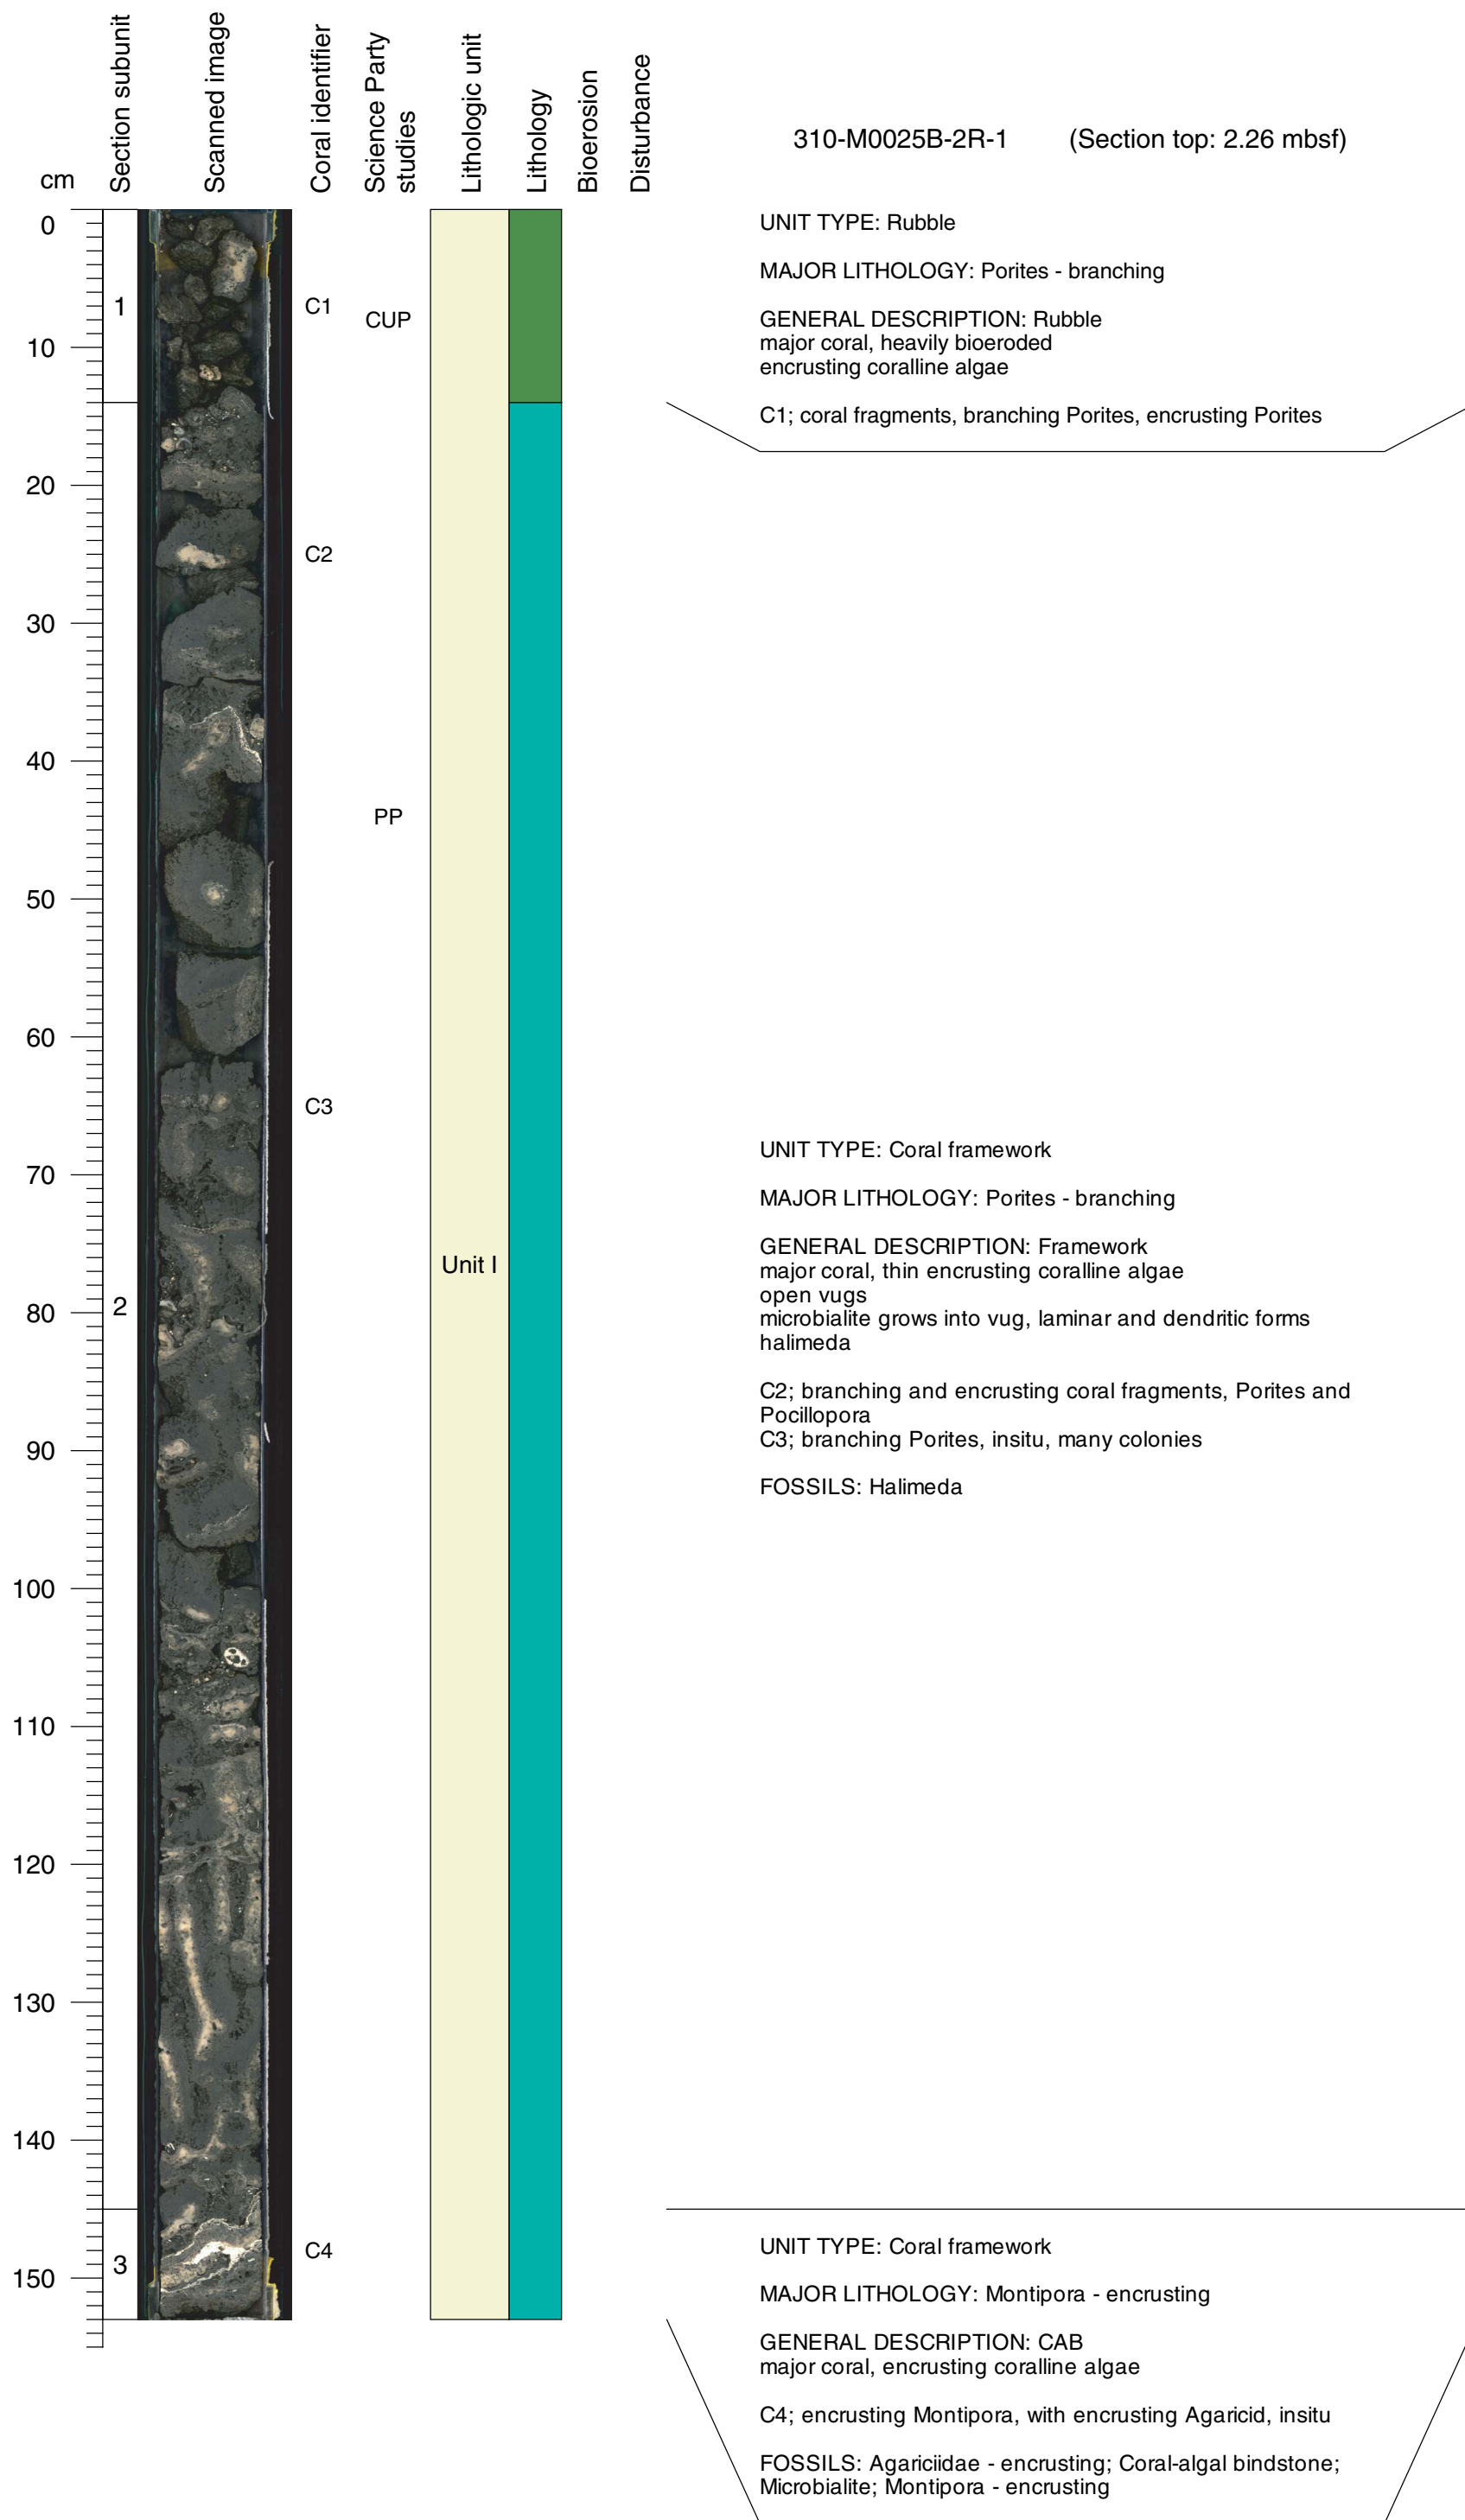 cm
Section subunit
Scanned image
Coral identifier
Science Party
studies
Lithologic unit
Lithology
Bioerosion
Disturbance
310-M0025B-2R-1 (Section top: 2.26 mbsf)
0
10
20
30
40
50
60
70
80
90
100
110
120
130
140
150
1
2
3
C1
C2
C3
C4
CUP
PP
Unit I
UNIT TYPE: Rubble
MAJOR LITHOLOGY: Porites - branching
GENERAL DESCRIPTION: Rubble
major coral, heavily bioeroded
encrusting coralline algae
C1; coral fragments, branching Porites, encrusting Porites
UNIT TYPE: Coral framework
MAJOR LITHOLOGY: Porites - branching
GENERAL DESCRIPTION: Framework
major coral, thin encrusting coralline algae
open vugs
microbialite grows into vug, laminar and dendritic forms
halimeda
C2; branching and encrusting coral fragments, Porites and
Pocillopora
C3; branching Porites, insitu, many colonies
FOSSILS: Halimeda
UNIT TYPE: Coral framework
MAJOR LITHOLOGY: Montipora - encrusting
GENERAL DESCRIPTION: CAB
major coral, encrusting coralline algae
C4; encrusting Montipora, with encrusting Agaricid, insitu
FOSSILS: Agariciidae - encrusting; Coral-algal bindstone;
Microbialite; Montipora - encrusting